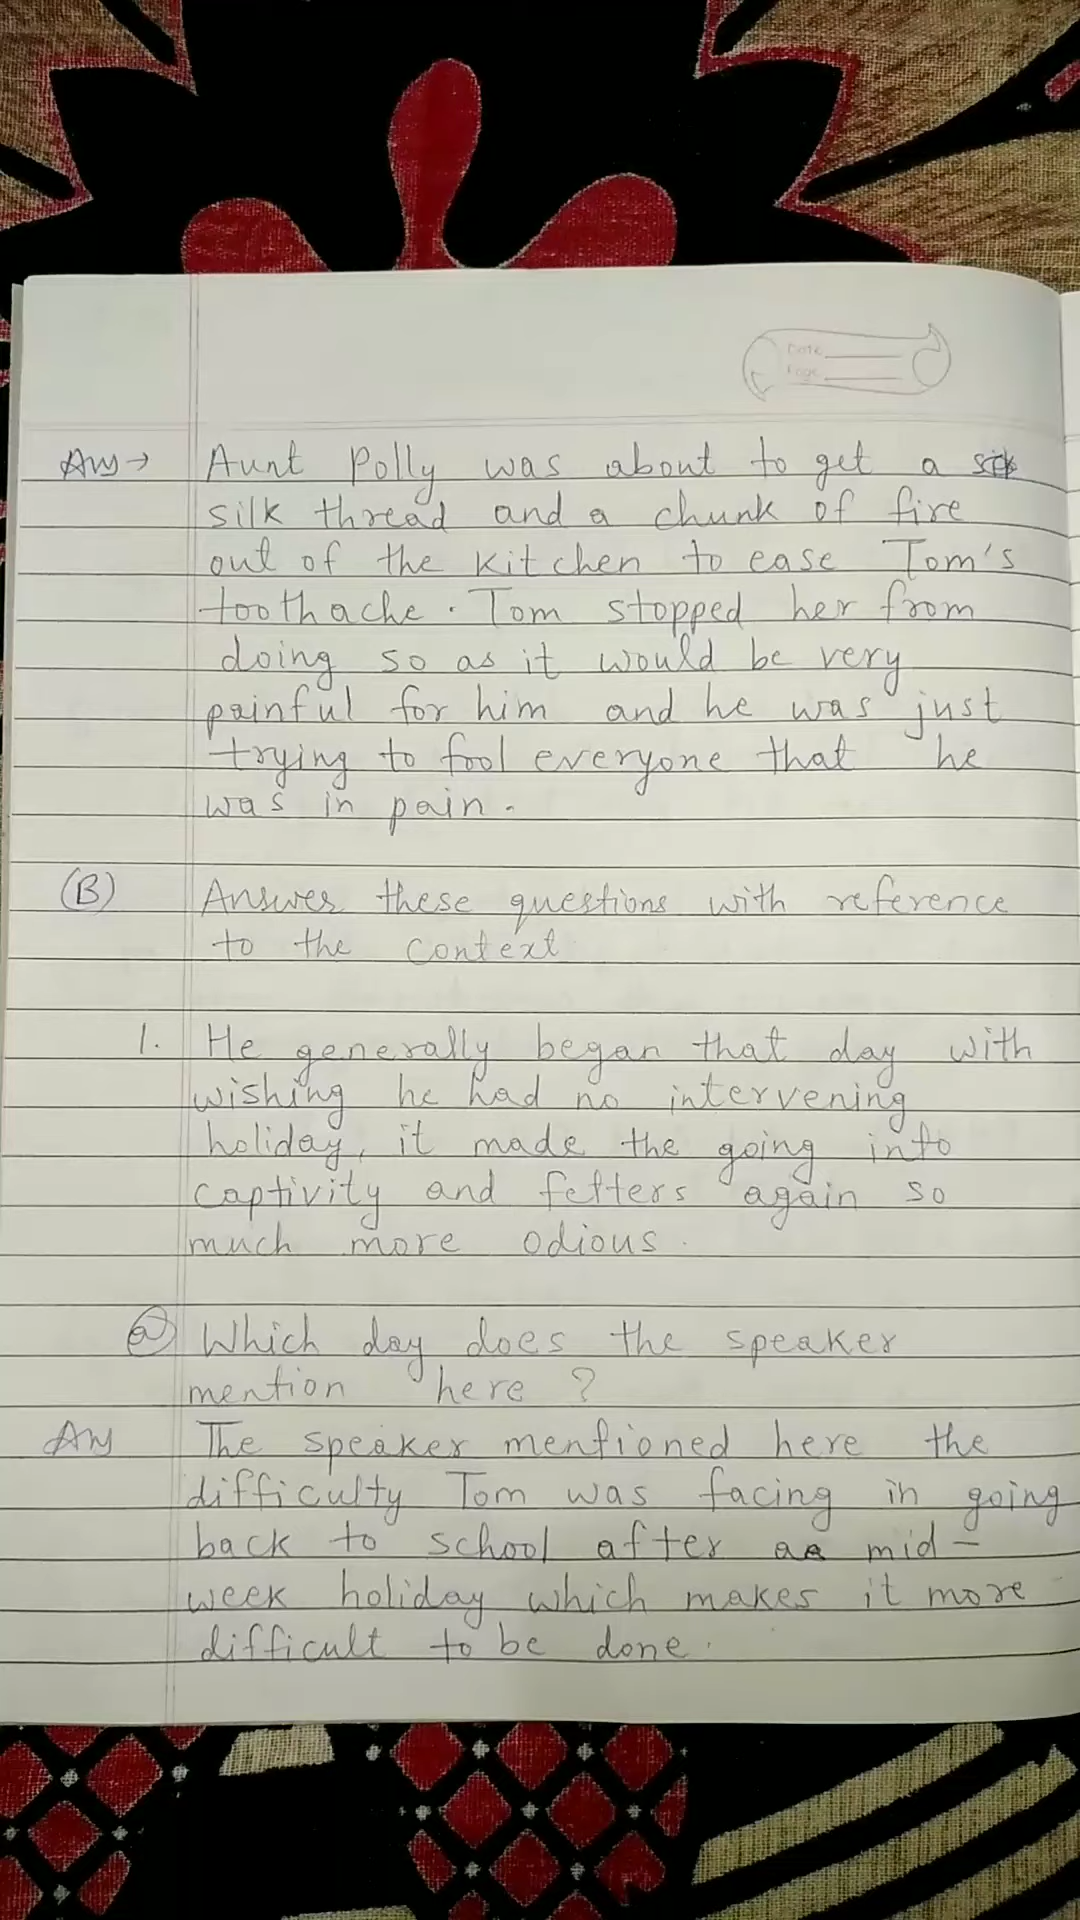 Date
Page
Ans→ Aunt Polly was about to get a
silk thread and a chunk of fire
out of the kitchen to ease Tom's
toothache. Tom stopped her from
doing so as it would be very
painful for him and he was just
trying to fool everyone that he
was in pain.
(B) Answer these questions with reference
to the context
1. He generally began that day with
wishing he had no intervening
holiday, it made the going into
captivity and fetters again so
much more odious.
(a) Which day does the speaker
mention here ?
Ans The speaker mentioned here the
difficulty Tom was facing in going
back to school after a mid-
week holiday which makes it more
difficult to be done.